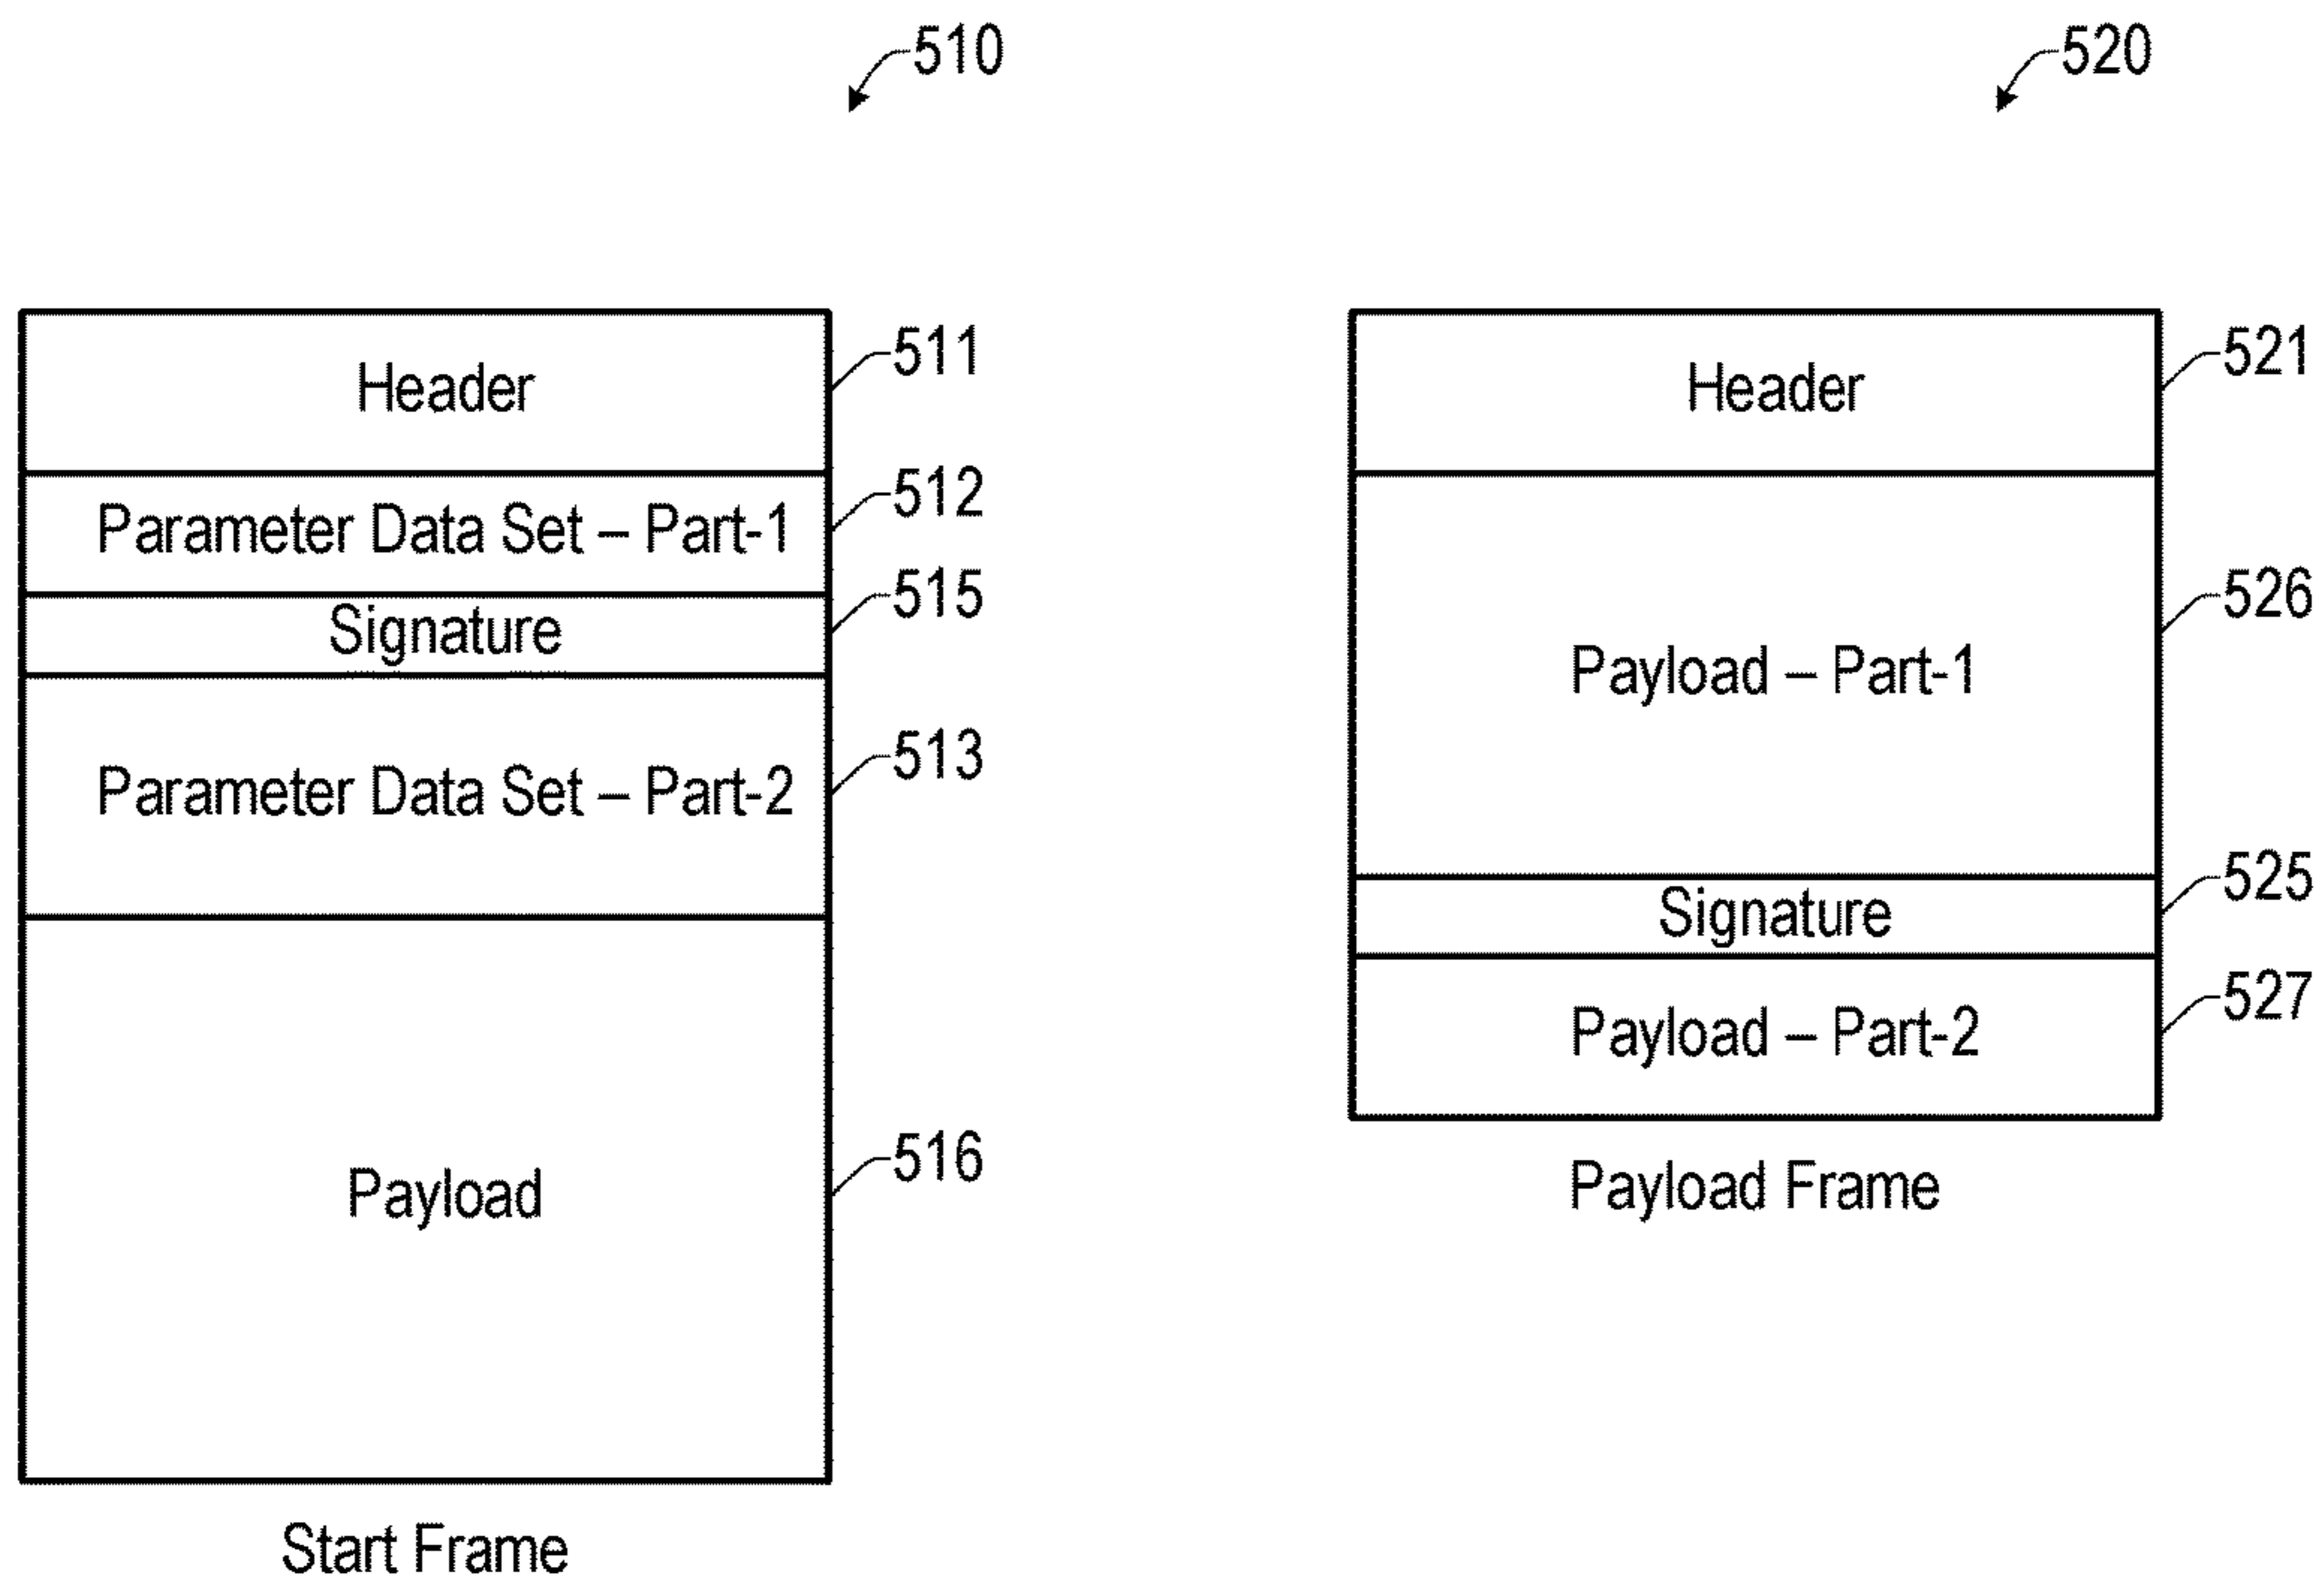 510
Header
511
Parameter Data Set – Part-1
512
Signature
515
Parameter Data Set – Part-2
513
Payload
516
Start Frame
520
Header
521
Payload – Part-1
526
Signature
525
Payload – Part-2
527
Payload Frame